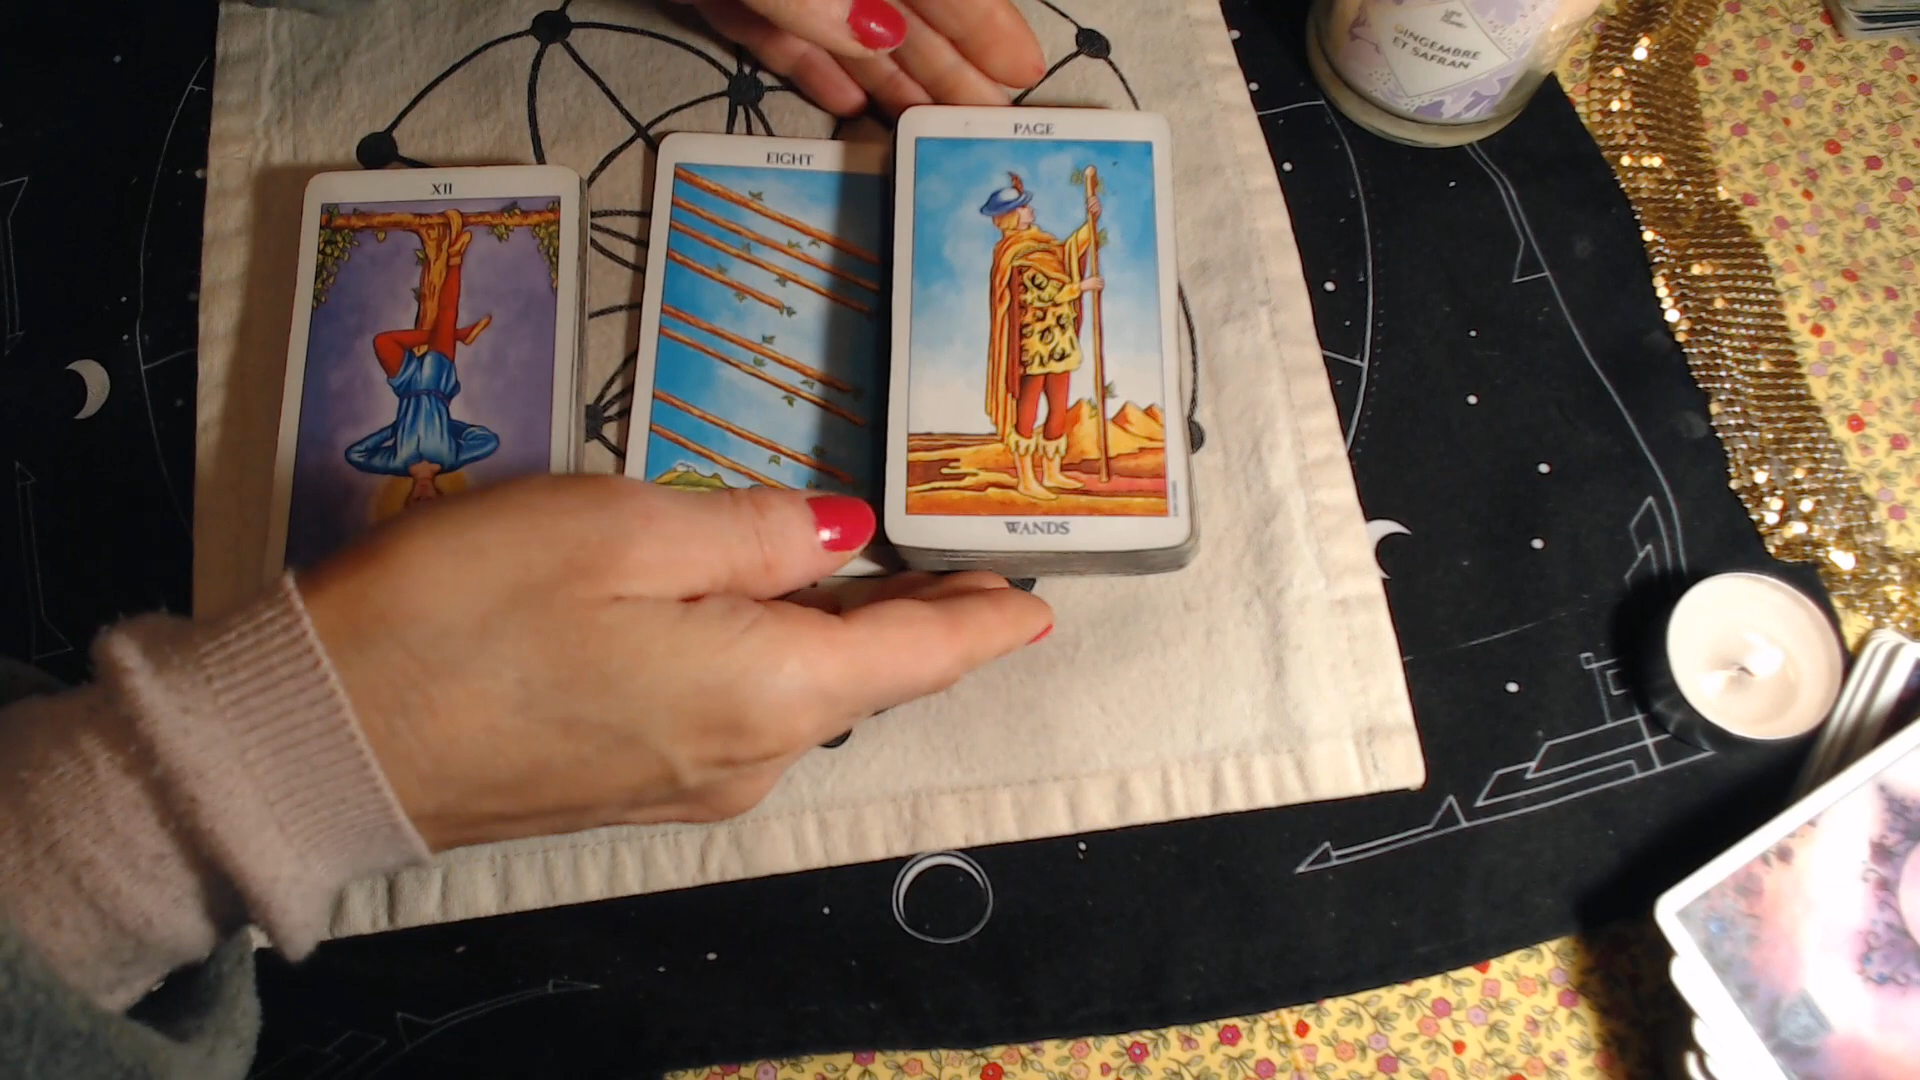 XII
EIGHT
PAGE
WANDS
GINGEMBRE
ET SAFRAN